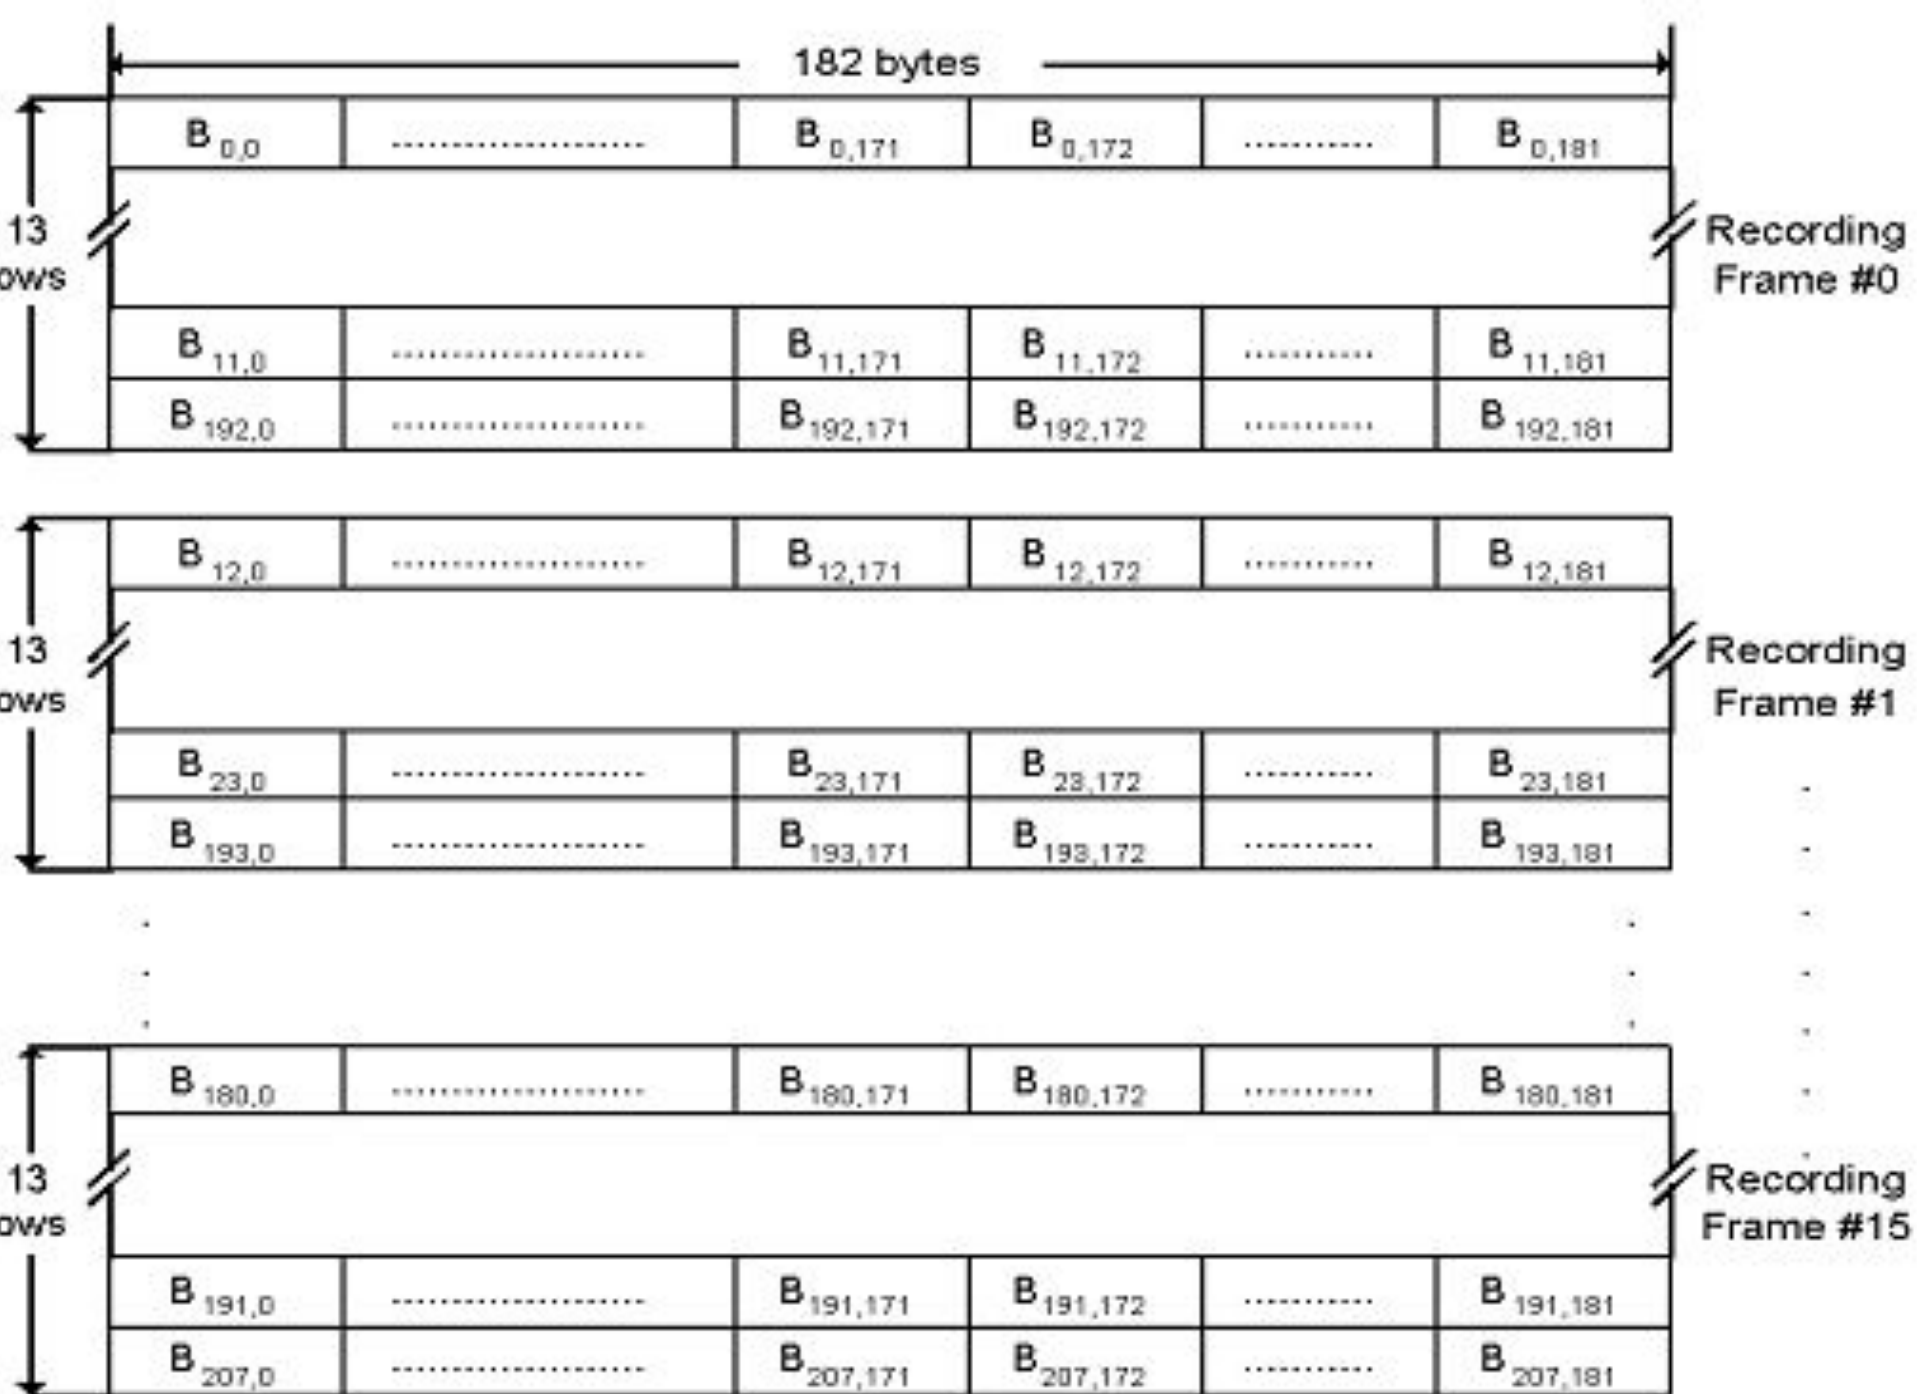 182 bytes
B 0,0 .................... B 0,171 B 0,172 ........... B 0,181
13
ows
Recording
Frame #0
B 11,0 .................... B 11,171 B 11,172 ........... B 11,181
B 192,0 .................... B 192,171 B 192,172 ........... B 192,181
B 12,0 .................... B 12,171 B 12,172 ........... B 12,181
13
ows
Recording
Frame #1
B 23,0 .................... B 23,171 B 23,172 ........... B 23,181
B 193,0 .................... B 193,171 B 193,172 ........... B 193,181
B 180,0 .................... B 180,171 B 180,172 ........... B 180,181
13
ows
Recording
Frame #15
B 191,0 .................... B 191,171 B 191,172 ........... B 191,181
B 207,0 .................... B 207,171 B 207,172 ........... B 207,181